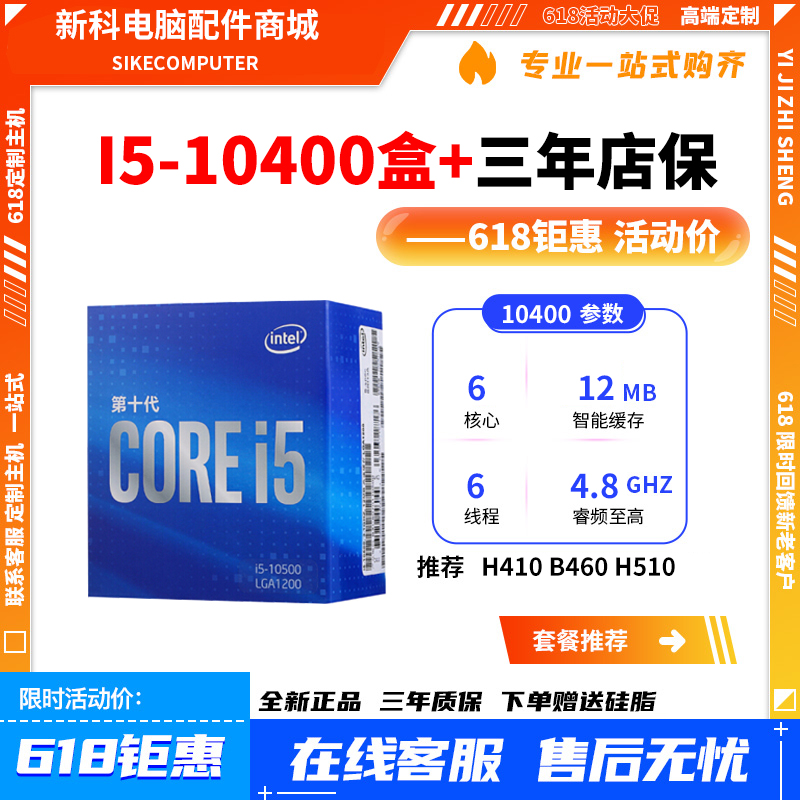 新科电脑配件商城
SIKECOMPUTER
618活动大促
高端定制
专业一站式购齐
618定制主机
联系客服 定制主机 一站式
YI JI ZHI SHENG
618 限时回馈新老客户
I5-10400盒+三年店保
——618钜惠 活动价
intel
第十代
CORE i5
i5-10500
LGA1200
10400 参数
6
核心
12 MB
智能缓存
6
线程
4.8 GHZ
睿频至高
推荐 H410 B460 H510
套餐推荐
限时活动价：
618钜惠
全新正品 三年质保 下单赠送硅脂
在线客服 售后无忧